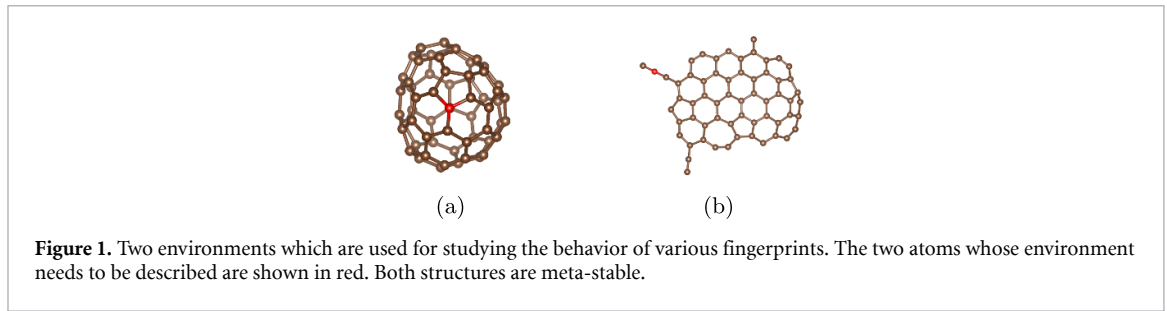 (a)
(b)
Figure 1. Two environments which are used for studying the behavior of various fingerprints. The two atoms whose environment
needs to be described are shown in red. Both structures are meta-stable.